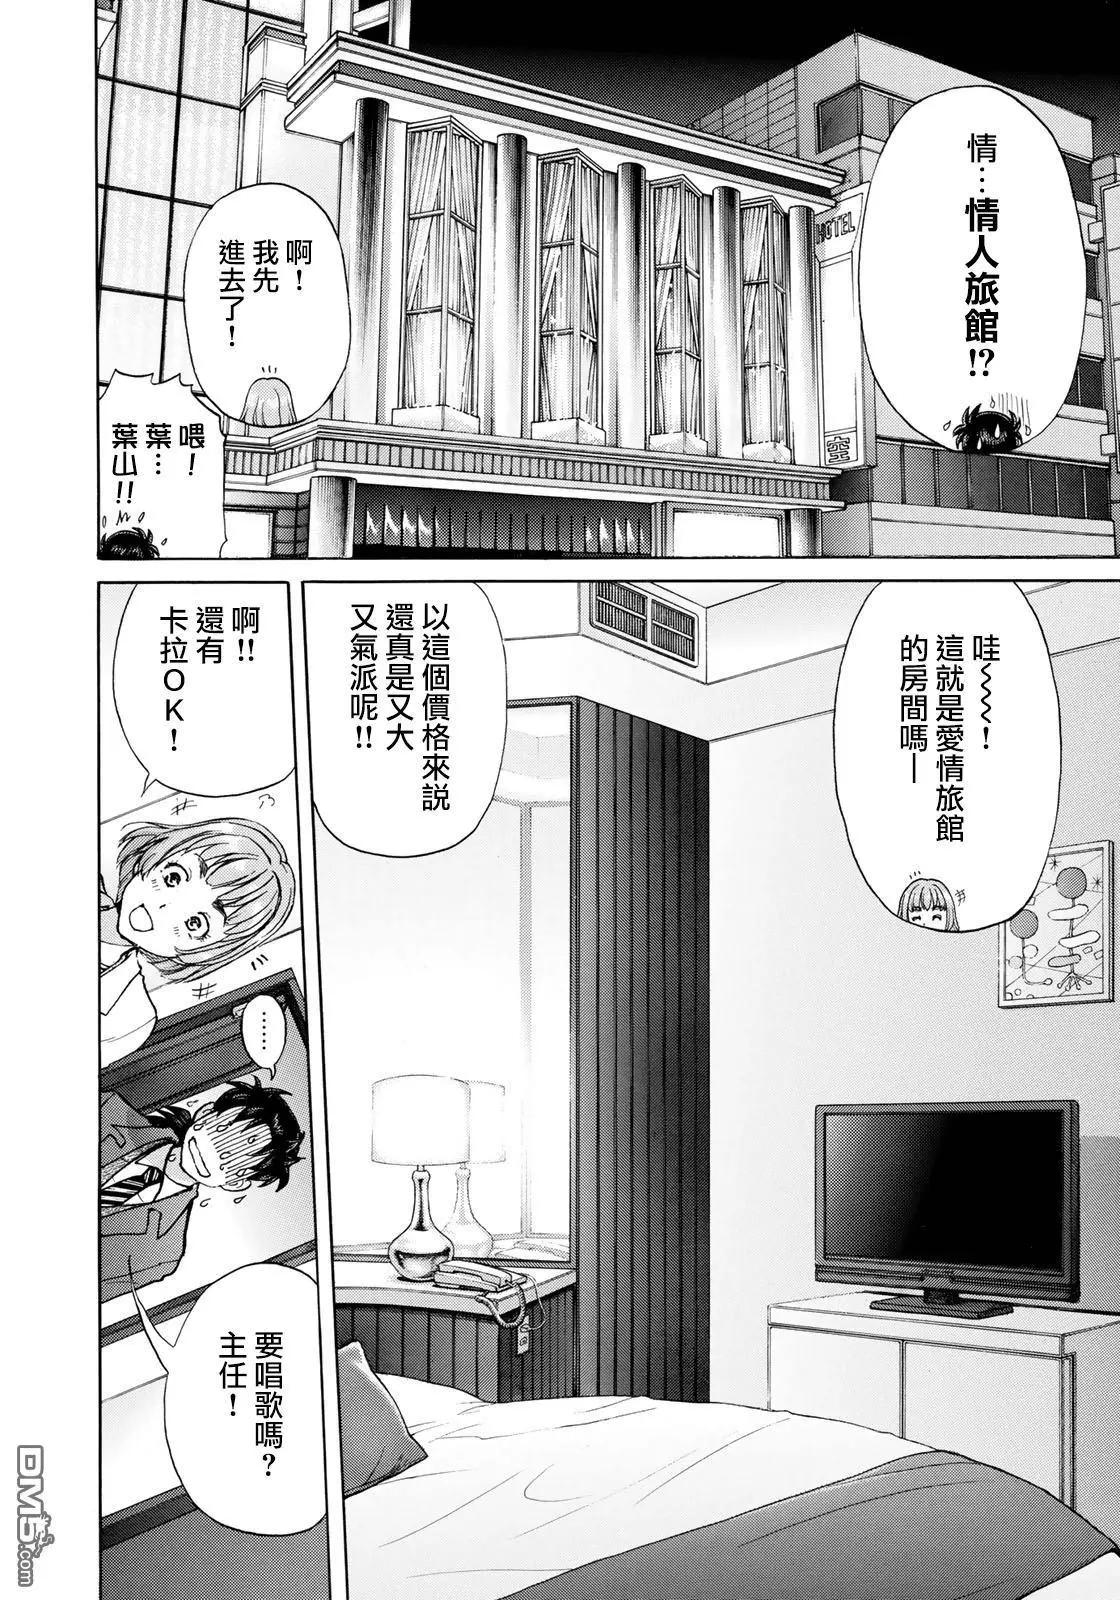 情…情人旅館!?
HOTEL
空
啊！
我先
進去了！
喂！
葉…
葉山!!
哇～～～！
這就是愛情旅館
的房間嗎—
以這個價格來説
還真是又大
又氣派呢!!
啊!!
還有
卡拉OK！
……
要唱歌嗎？
主任！
DM5.com